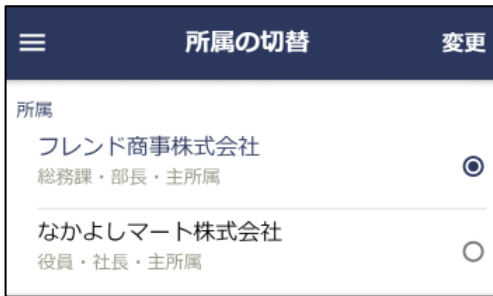 所属の切替
変更
所属
フレンド商事株式会社
総務課・部長・主所属
なかよしマート株式会社
役員・社長・主所属